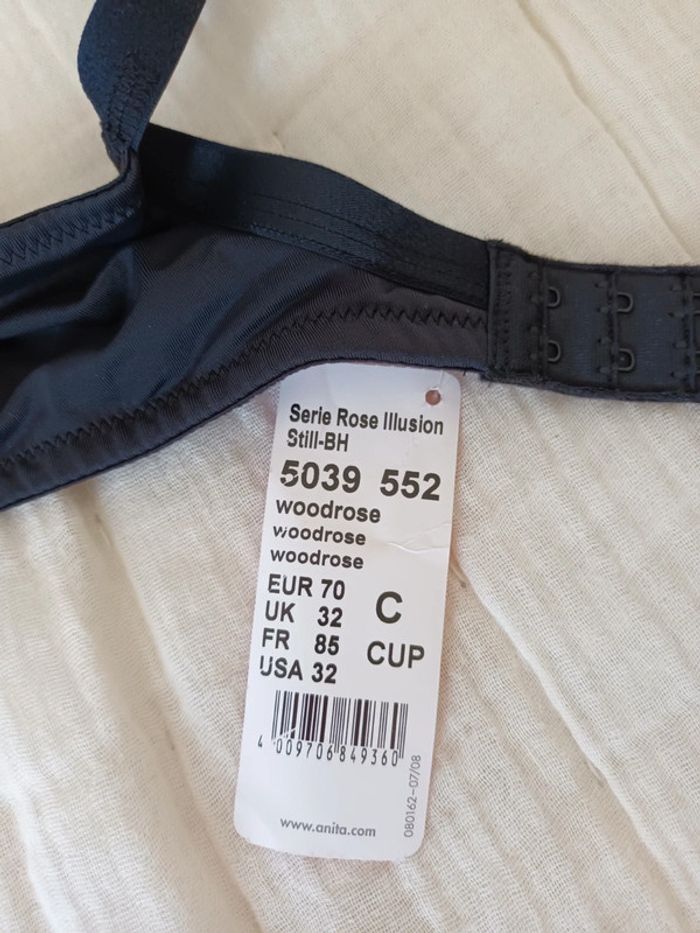 Serie Rose Illusion
Still-BH
5039 552
woodrose
woodrose
woodrose
EUR 70
UK 32
FR 85
USA 32
C
CUP
4 009706 849360
080162-07/08
www.anita.com